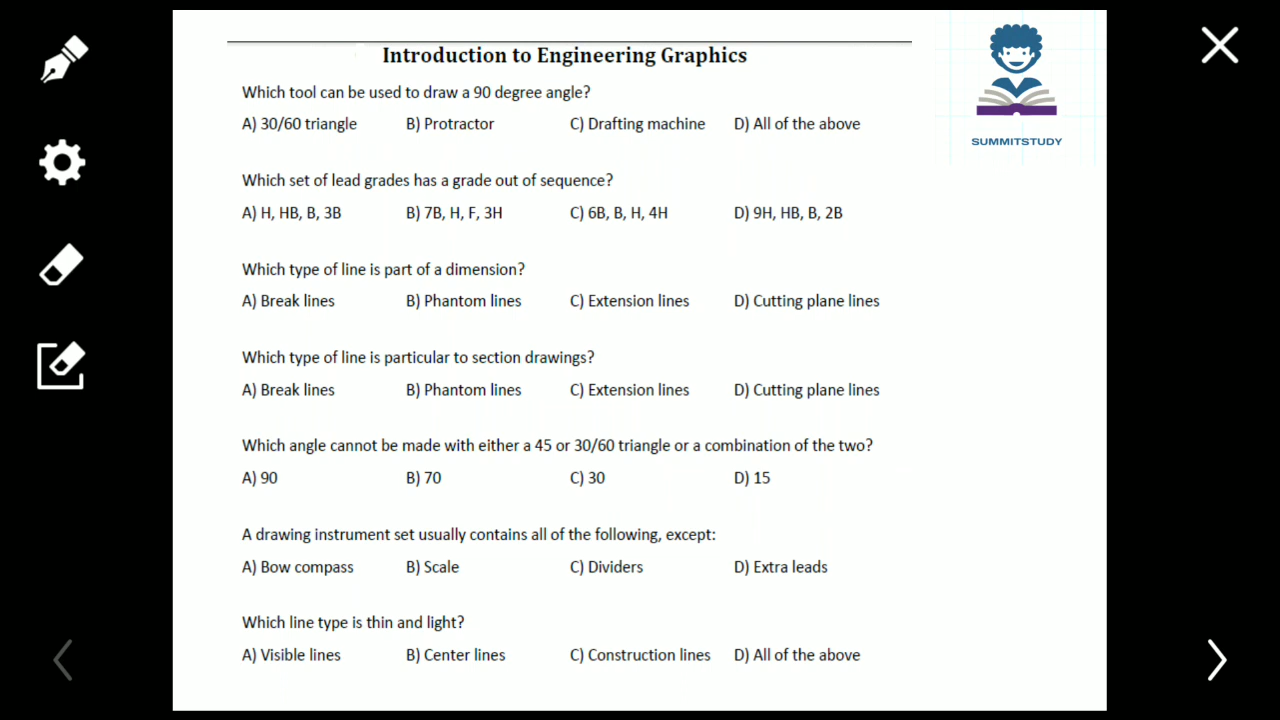 Introduction to Engineering Graphics
SUMMITSTUDY
Which tool can be used to draw a 90 degree angle?
A) 30/60 triangle B) Protractor C) Drafting machine D) All of the above
Which set of lead grades has a grade out of sequence?
A) H, HB, B, 3B B) 7B, H, F, 3H C) 6B, B, H, 4H D) 9H, HB, B, 2B
Which type of line is part of a dimension?
A) Break lines B) Phantom lines C) Extension lines D) Cutting plane lines
Which type of line is particular to section drawings?
A) Break lines B) Phantom lines C) Extension lines D) Cutting plane lines
Which angle cannot be made with either a 45 or 30/60 triangle or a combination of the two?
A) 90 B) 70 C) 30 D) 15
A drawing instrument set usually contains all of the following, except:
A) Bow compass B) Scale C) Dividers D) Extra leads
Which line type is thin and light?
A) Visible lines B) Center lines C) Construction lines D) All of the above